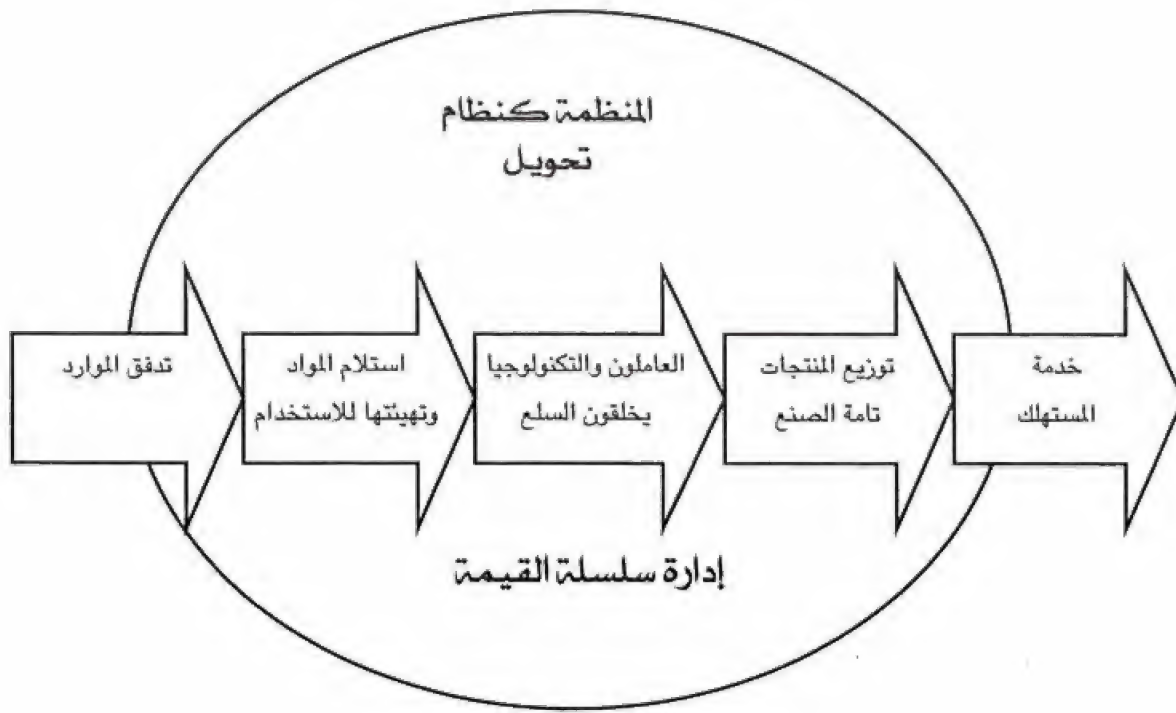 المنظمة كنظام
تحويل
تدفق الموارد
استلام المواد
وتهيئتها للاستخدام
العاملون والتكنولوجيا
يخلقون السلع
توزيع المنتجات
تامة الصنع
خدمة
المستهلك
إدارة سلسلة القيمة